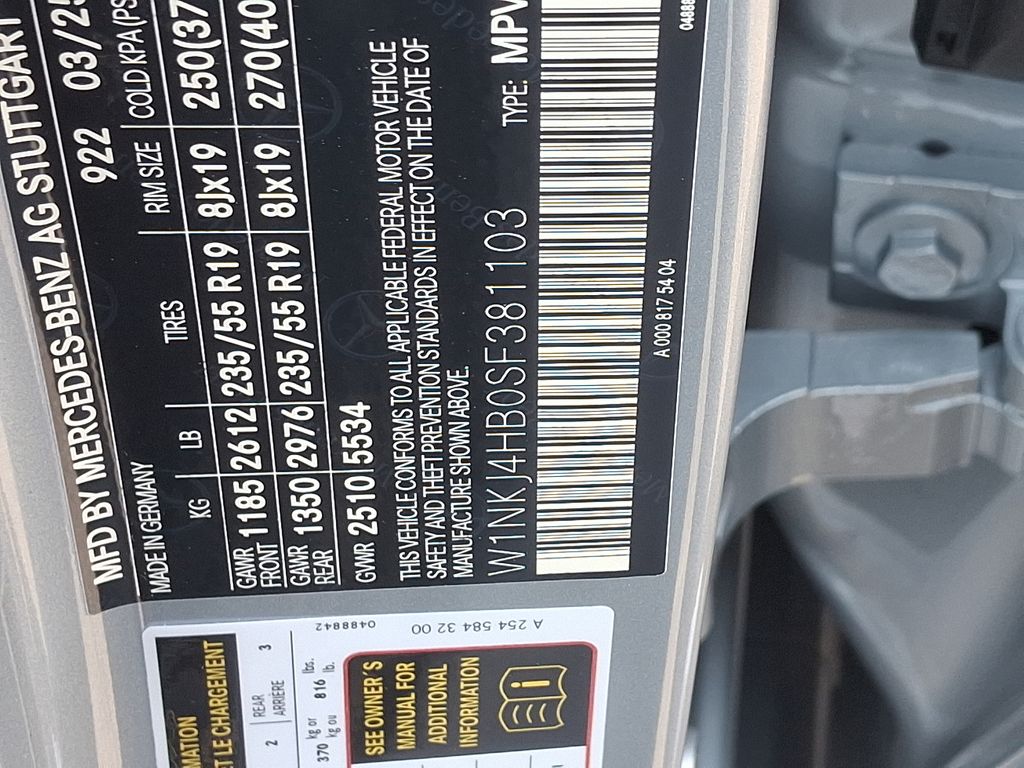 MFD BY MERCEDES-BENZ AG STUTTGART
MADE IN GERMANY 922 03/25
KG LB TIRES RIM SIZE COLD KPA(PS
GAWR FRONT 1185 2612 235/55 R19 8Jx19 250(37
GAWR REAR 1350 2976 235/55 R19 8Jx19 270(40
GVWR 2510 5534
THIS VEHICLE CONFORMS TO ALL APPLICABLE FEDERAL MOTOR VEHICLE
SAFETY AND THEFT PREVENTION STANDARDS IN EFFECT ON THE DATE OF
MANUFACTURE SHOWN ABOVE.
W1NKJ4HB0SF381103 TYPE: MPV
A 000 817 54 04 04888
MATION
T LE CHARGEMENT
2 REAR ARRIÈRE 3
370 kg or kg ou 816 lbs. lb.
SEE OWNER'S
MANUAL FOR
ADDITIONAL
INFORMATION
0488842
A 254 584 32 00